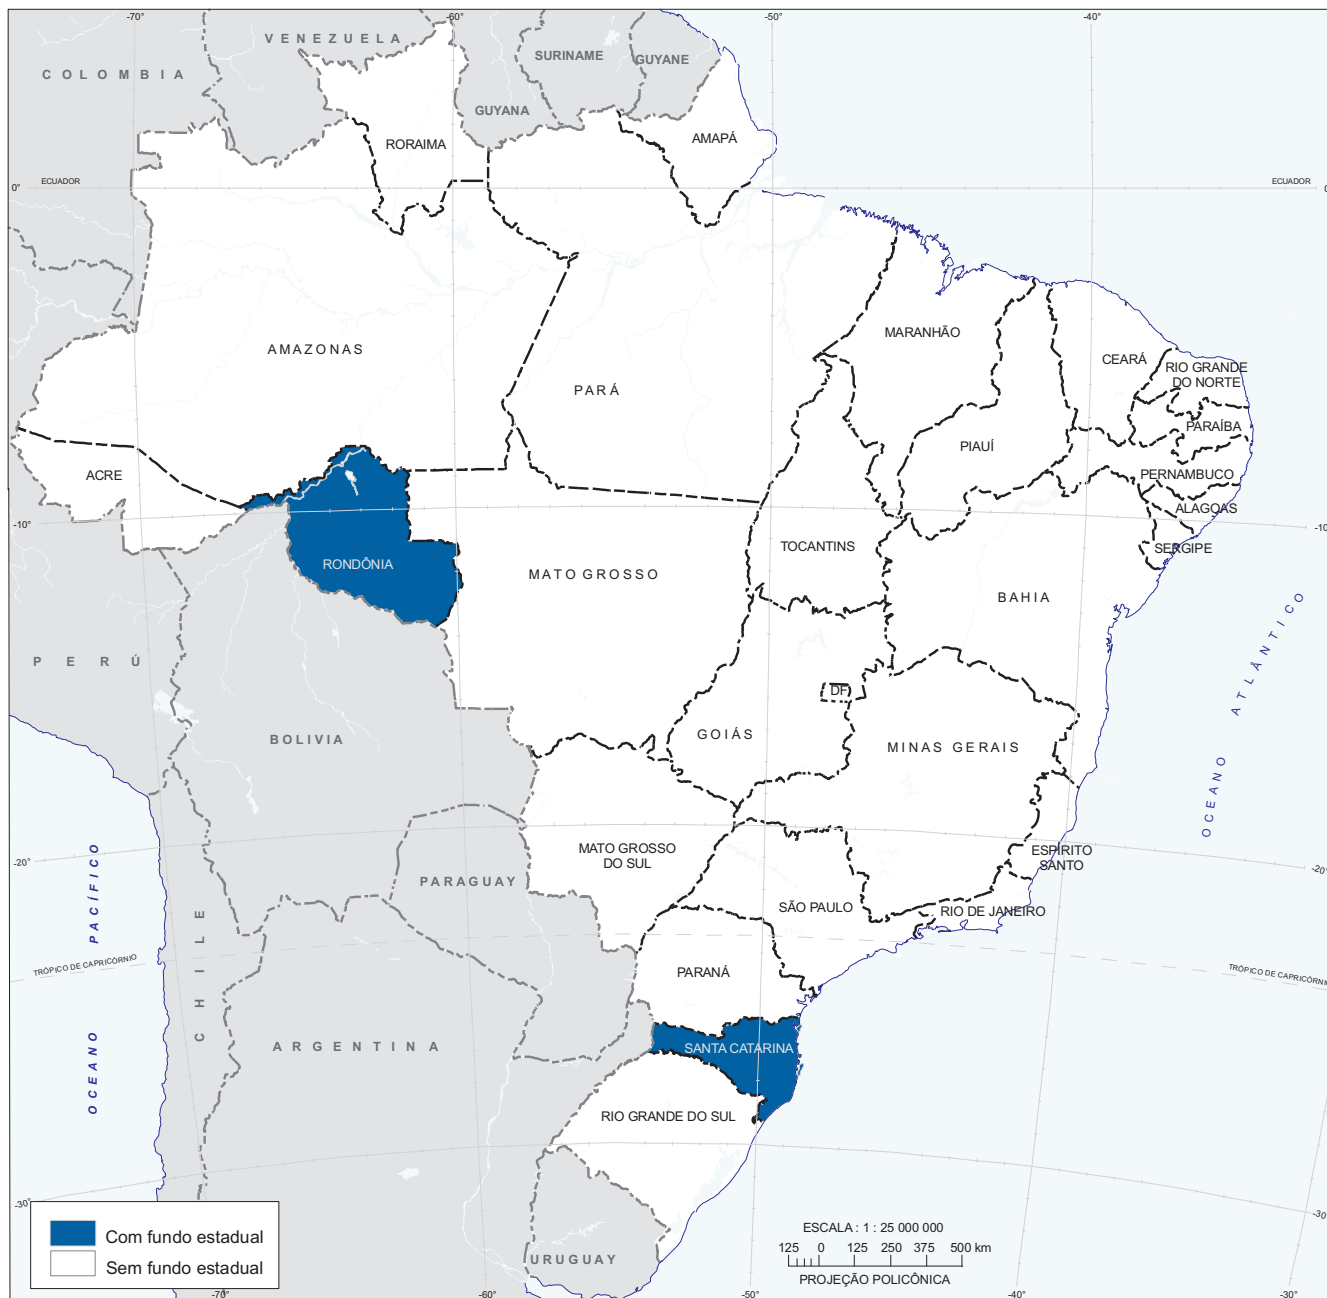 -70°
-60°
-50°
-40°
VENEZUELA
COLOMBIA
SURINAME
GUYANE
GUYANA
RORAIMA
AMAPÁ
0°
ECUADOR
ECUADOR
0°
AMAZONAS
PARÁ
MARANHÃO
CEARÁ
RIO GRANDE
DO NORTE
PARAÍBA
PIAUÍ
ACRE
PERNAMBUCO
ALAGOAS
-10°
-10°
TOCANTINS
SERGIPE
RONDÔNIA
MATO GROSSO
BAHIA
PERÚ
OCEANO ATLÂNTICO
DF
BOLIVIA
GOIÁS
MINAS GERAIS
-20°
MATO GROSSO
DO SUL
ESPÍRITO
SANTO
-20°
PARAGUAY
SÃO PAULO
RIO DE JANEIRO
OCEANO PACÍFICO
CHILE
TRÓPICO DE CAPRICÓRNIO
PARANÁ
TRÓPICO DE CAPRICÓRNIO
ARGENTINA
SANTA CATARINA
RIO GRANDE DO SUL
-30°
-30°
Com fundo estadual
Sem fundo estadual
URUGUAY
ESCALA : 1 : 25 000 000
125 0 125 250 375 500 km
PROJEÇÃO POLICÔNICA
-70°
-60°
-50°
-40°
-30°